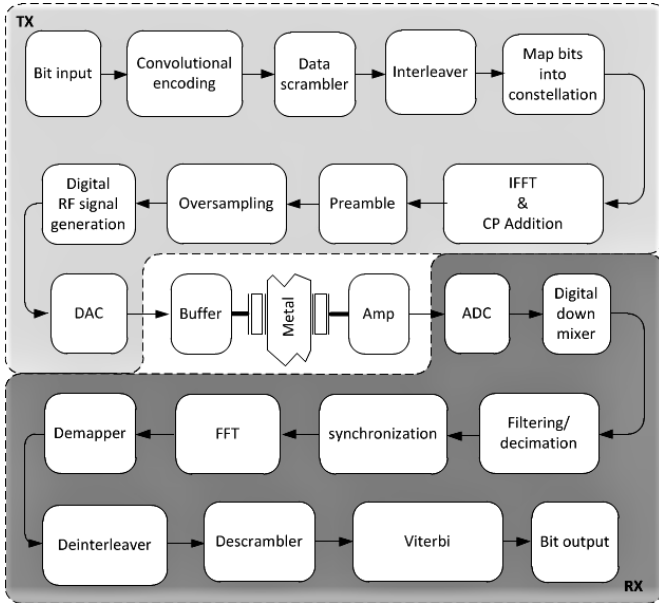 TX
Bit input
Convolutional
encoding
Data
scrambler
Interleaver
Map bits
into
constellation
Digital
RF signal
generation
Oversampling
Preamble
IFFT
&
CP Addition
DAC
Buffer
Metal
Amp
ADC
Digital
down
mixer
Demapper
FFT
synchronization
Filtering/
decimation
Deinterleaver
Descrambler
Viterbi
Bit output
RX